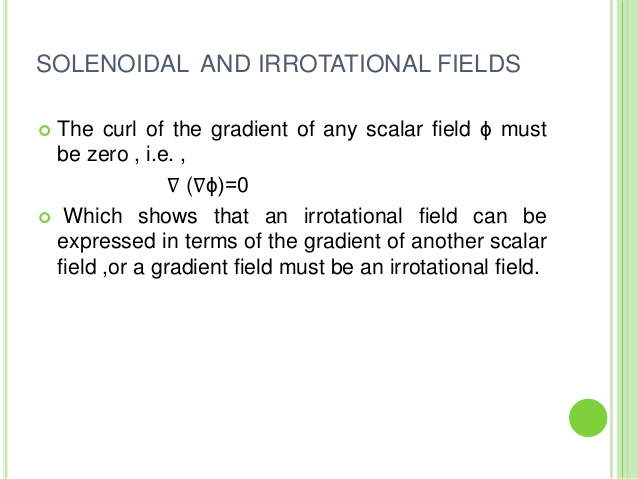 SOLENOIDAL AND IRROTATIONAL FIELDS
The curl of the gradient of any scalar field ϕ must
be zero , i.e. ,
∇ (∇ϕ)=0
Which shows that an irrotational field can be
expressed in terms of the gradient of another scalar
field ,or a gradient field must be an irrotational field.